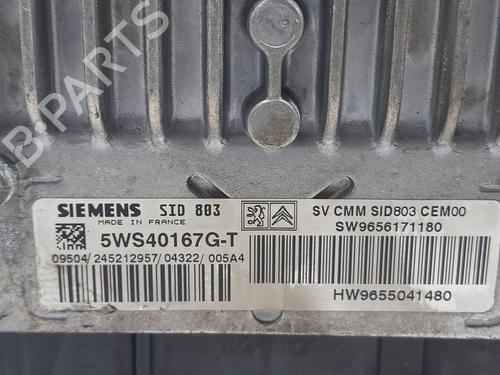 B-PARTS
SIEMENS SID 803
MADE IN FRANCE
5WS40167G-T
09504/245212957/04322/005A4
SV CMM SID803 CEM00
SW9656171180
HW9655041480